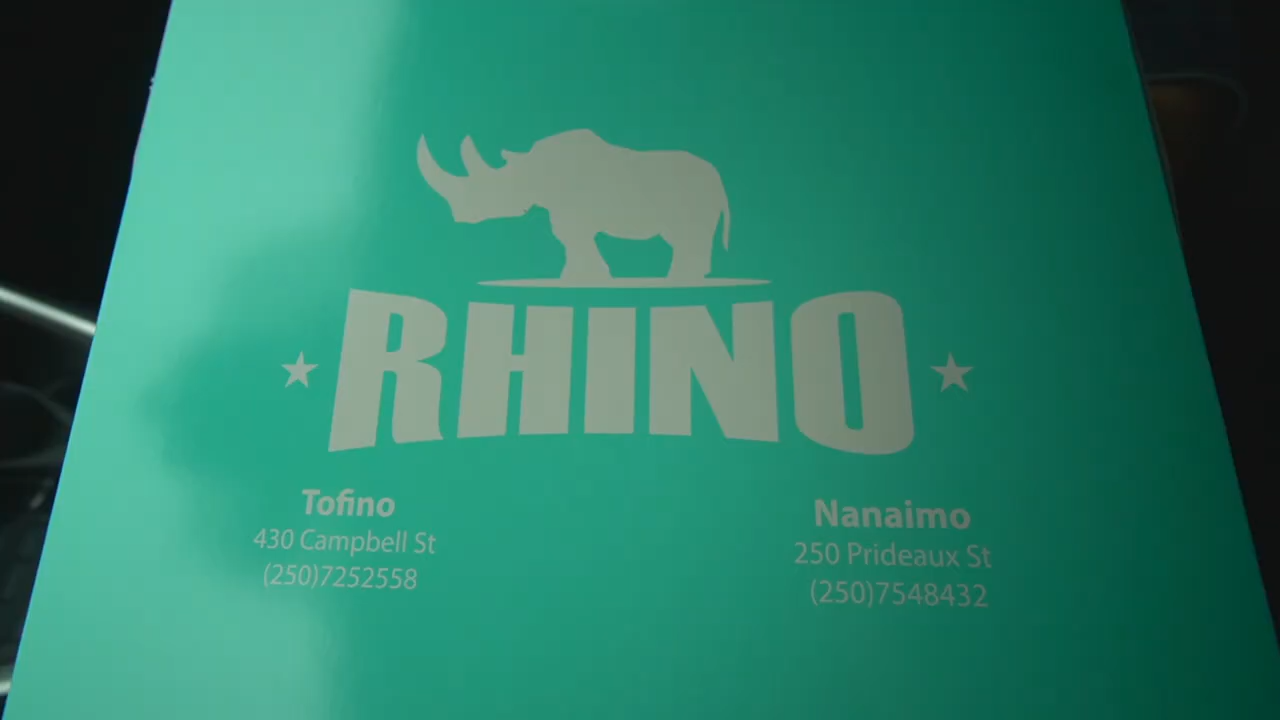 RHINO
Tofino
430 Campbell St
(250)7252558
Nanaimo
250 Prideaux St
(250)7548432